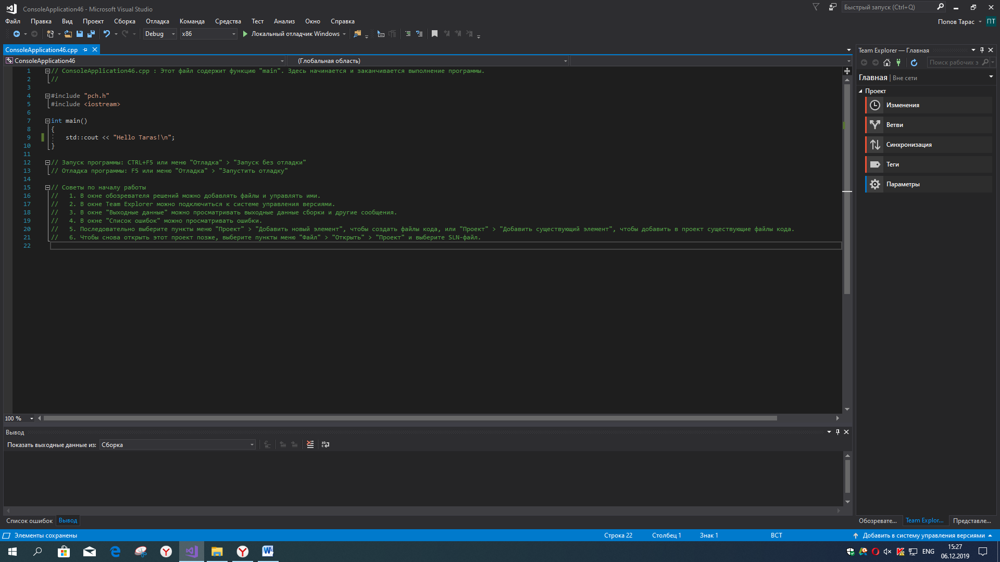 ConsoleApplication46 - Microsoft Visual Studio
Быстрый запуск (Ctrl+Q)
Файл Правка Вид Проект Сборка Отладка Команда Средства Тест Анализ Окно Справка
Попов Тарас ПТ
Debug x86 Локальный отладчик Windows
ConsoleApplication46.cpp
Team Explorer — Главная
ConsoleApplication46 (Глобальная область)
Поиск рабочих э
1 // ConsoleApplication46.cpp : Этот файл содержит функцию "main". Здесь начинается и заканчивается выполнение программы.
2 //
3
4 #include "pch.h"
5 #include <iostream>
6
7 int main()
8 {
9 std::cout << "Hello Taras!\n";
10 }
11
12 // Запуск программы: CTRL+F5 или меню "Отладка" > "Запуск без отладки"
13 // Отладка программы: F5 или меню "Отладка" > "Запустить отладку"
14
15 // Советы по началу работы
16 // 1. В окне обозревателя решений можно добавлять файлы и управлять ими.
17 // 2. В окне Team Explorer можно подключиться к системе управления версиями.
18 // 3. В окне "Выходные данные" можно просматривать выходные данные сборки и другие сообщения.
19 // 4. В окне "Список ошибок" можно просматривать ошибки.
20 // 5. Последовательно выберите пункты меню "Проект" > "Добавить новый элемент", чтобы создать файлы кода, или "Проект" > "Добавить существующий элемент", чтобы добавить в проект существующие файлы кода.
21 // 6. Чтобы снова открыть этот проект позже, выберите пункты меню "Файл" > "Открыть" > "Проект" и выберите SLN-файл.
22
Главная | Вне сети
Проект
Изменения
Ветви
Синхронизация
Теги
Параметры
100 %
Вывод
Показать выходные данные из: Сборка
Список ошибок Вывод
Обозревате... Team Explor... Представле...
Элементы сохранены Строка 22 Столбец 1 Знак 1 ВСТ Добавить в систему управления версиями
ENG 15:27
06.12.2019